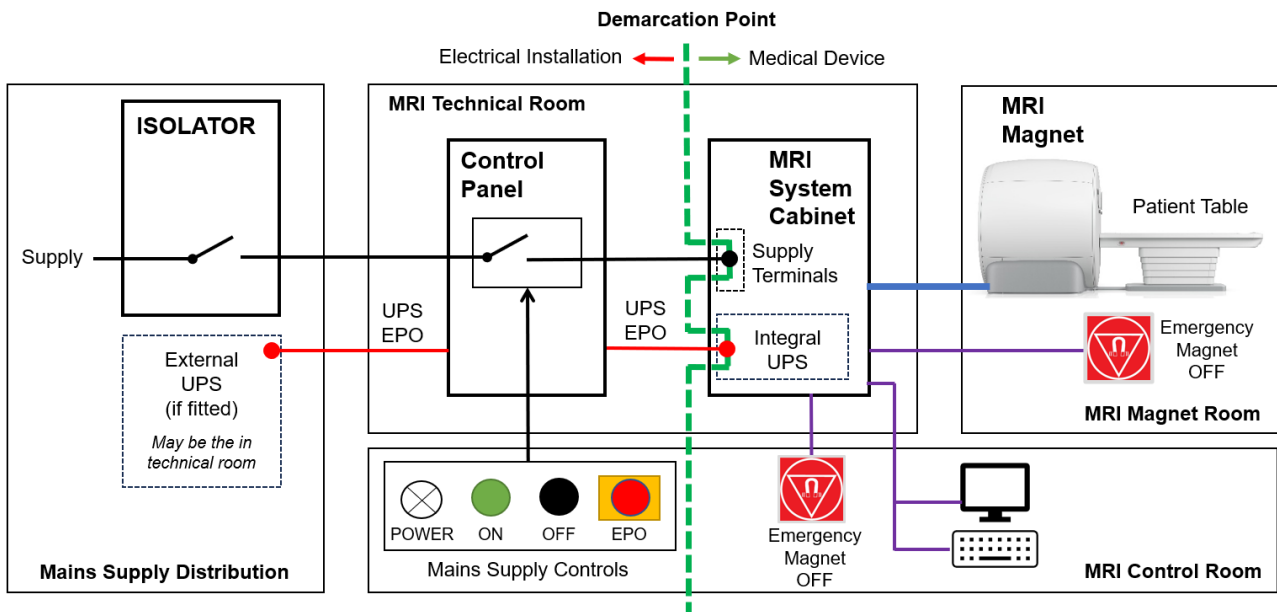 Demarcation Point
Electrical Installation
Medical Device
ISOLATOR
Supply
External
UPS
(if fitted)
May be the in
technical room
Mains Supply Distribution
MRI Technical Room
Control
Panel
UPS
EPO
UPS
EPO
MRI
System
Cabinet
Supply
Terminals
Integral
UPS
MRI
Magnet
Patient Table
Emergency
Magnet
OFF
MRI Magnet Room
POWER
ON
OFF
EPO
Mains Supply Controls
Emergency
Magnet
OFF
MRI Control Room